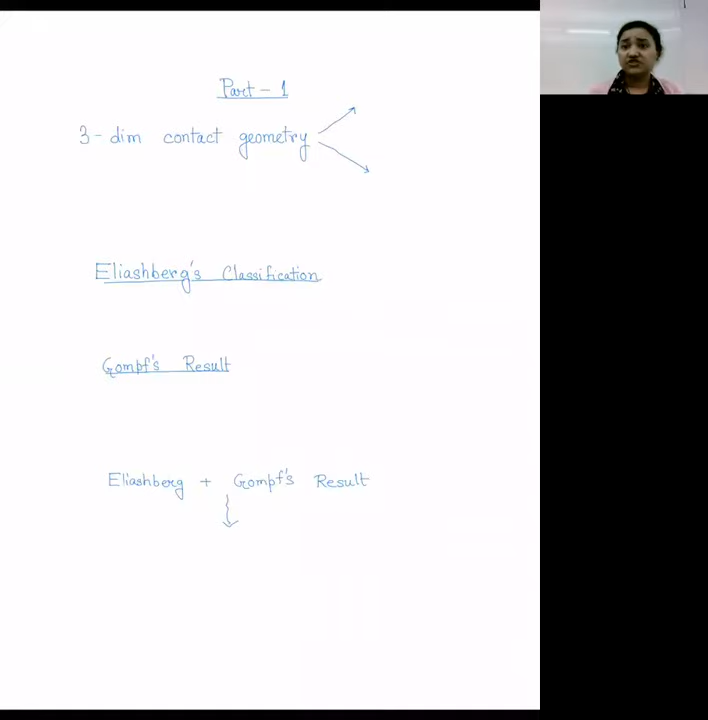 Part - 1
3 - dim contact geometry
Eliashberg's Classification
Gompf's Result
Eliashberg + Gompf's Result